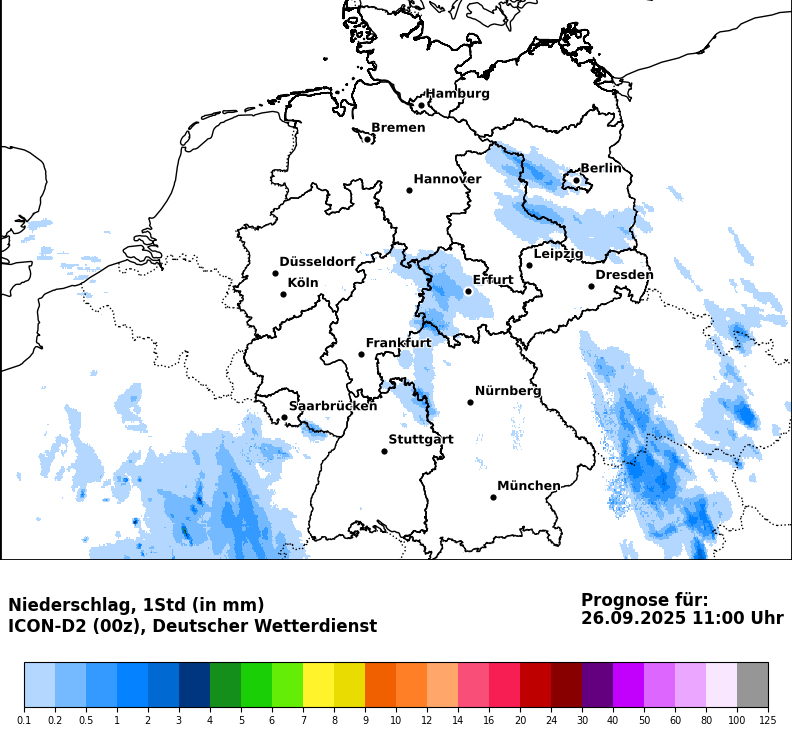 Hamburg
Bremen
Berlin
Hannover
Leipzig
Düsseldorf
Dresden
Erfurt
Köln
Frankfurt
Nürnberg
Saarbrücken
Stuttgart
München
Niederschlag, 1Std (in mm)
ICON-D2 (00z), Deutscher Wetterdienst
Prognose für:
26.09.2025 11:00 Uhr
0.1 0.2 0.5 1 2 3 4 5 6 7 8 9 10 12 14 16 20 24 30 40 50 60 80 100 125